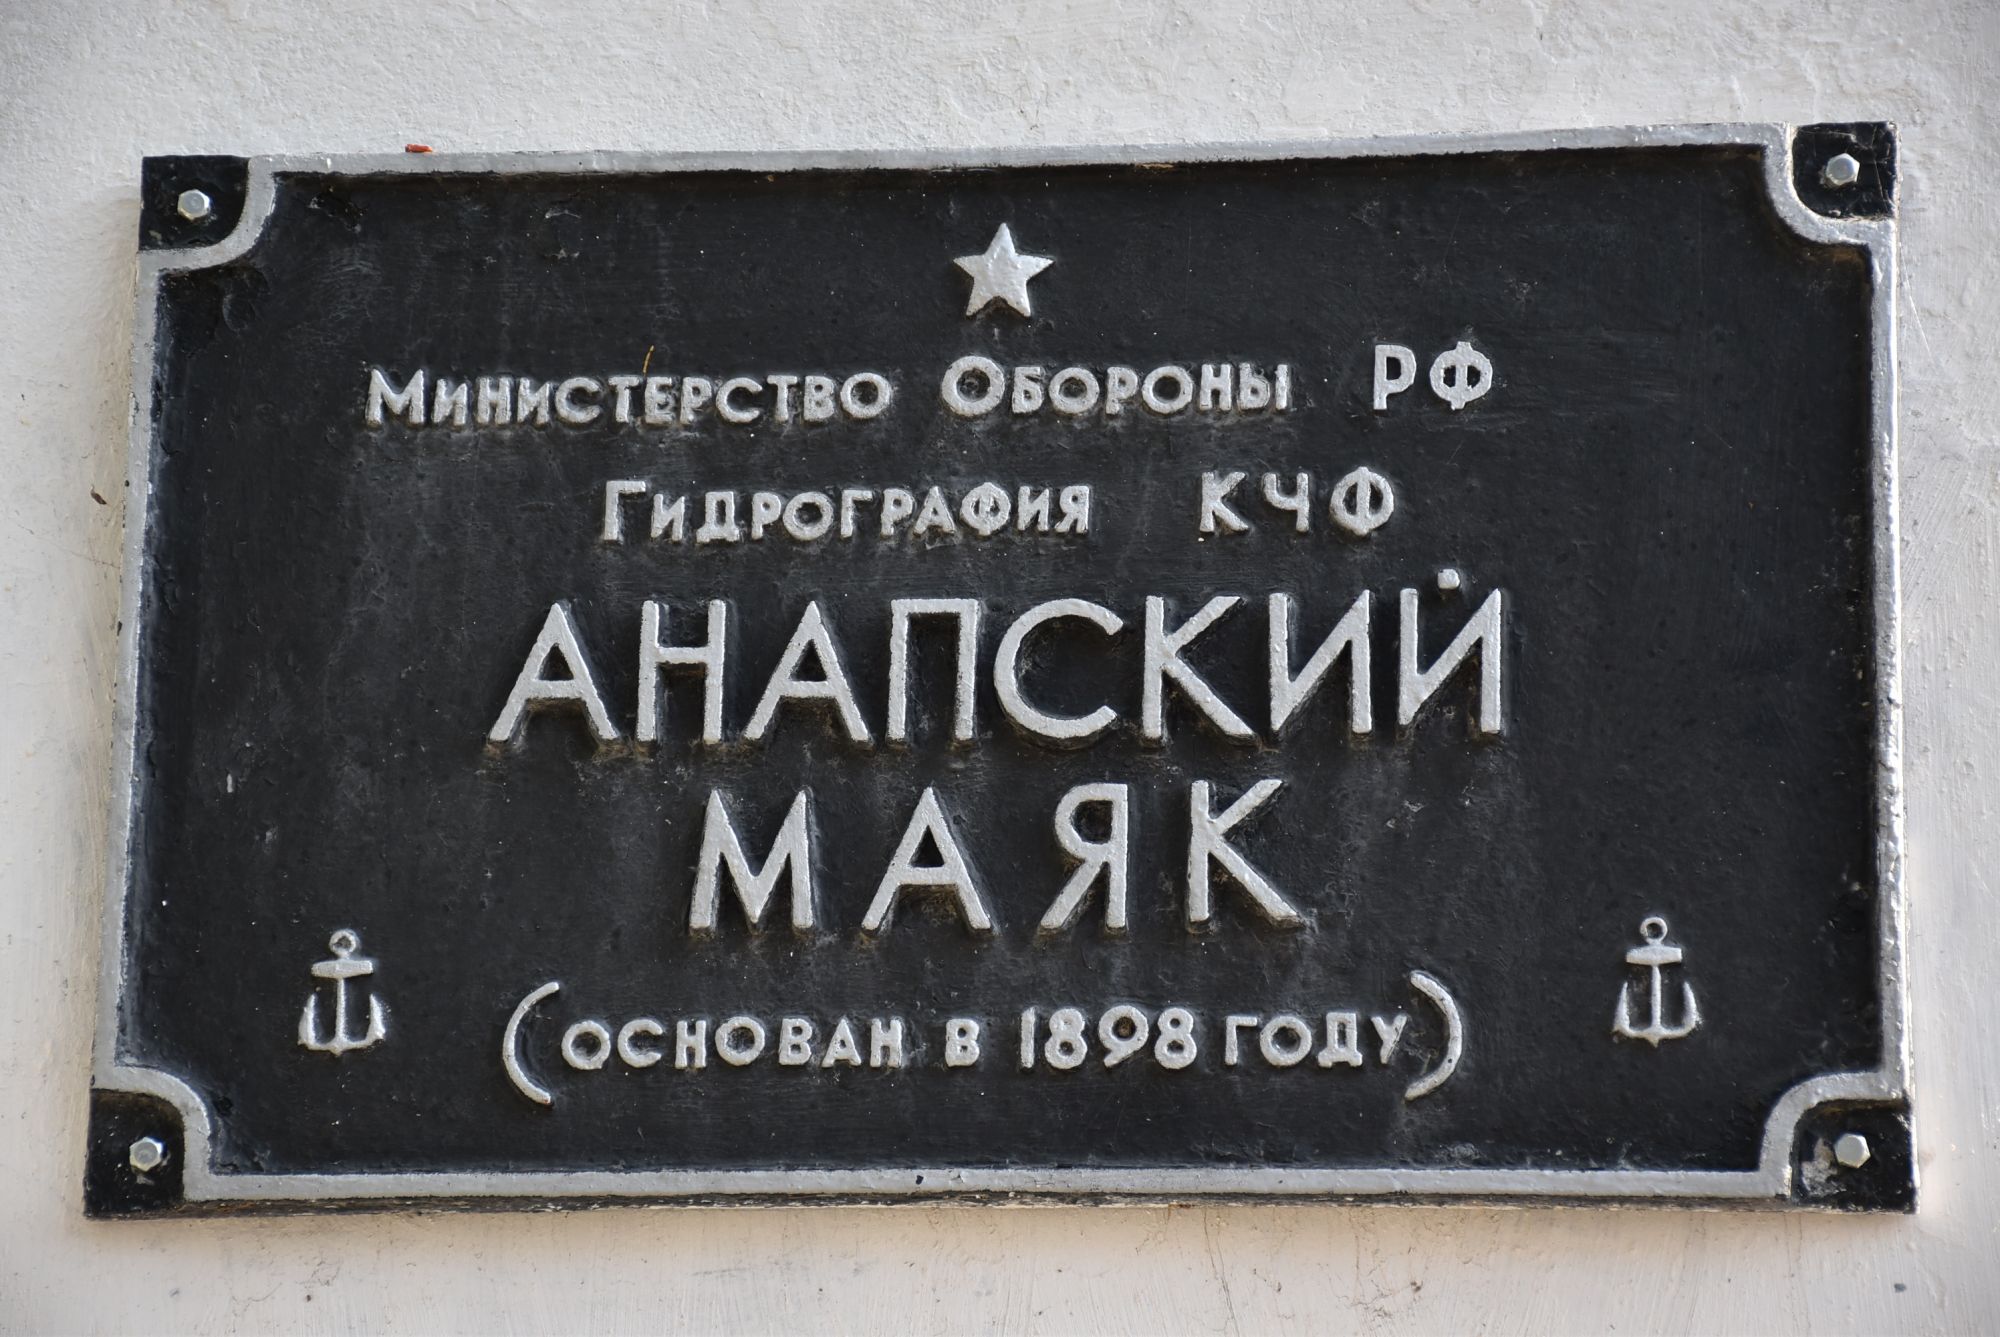 Министерство Обороны РФ
Гидрография КЧФ
АНАПСКИЙ
МАЯК
(основан в 1898 году)